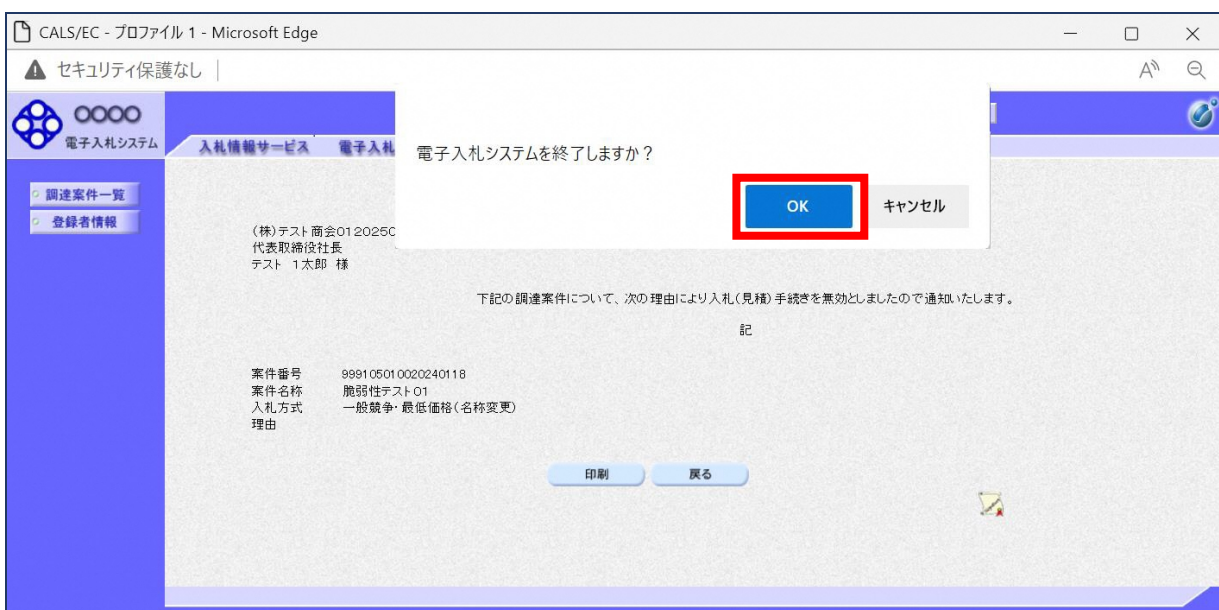 CALS/EC - プロファイル 1 - Microsoft Edge
セキュリティ保護なし
OOOO
電子入札システム
入札情報サービス 電子入札
電子入札システムを終了しますか？
OK キャンセル
調達案件一覧
登録者情報
(株)テスト商会0120250
代表取締役社長
テスト 1太郎 様
下記の調達案件について、次の理由により入札(見積)手続きを無効としましたので通知いたします。
記
案件番号 999105010020240118
案件名称 脆弱性テスト01
入札方式 一般競争・最低価格(名称変更)
理由
印刷 戻る